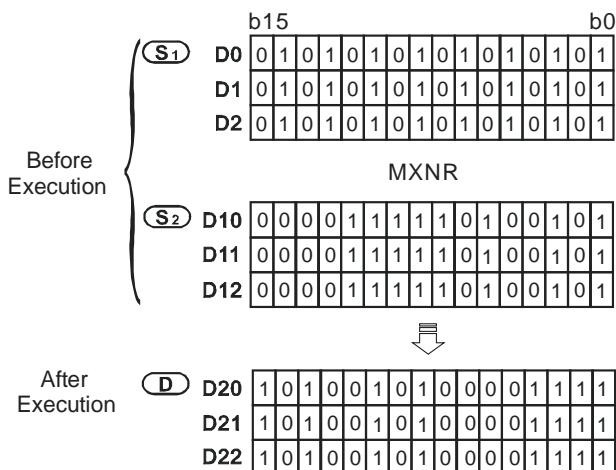 b15 b0
S1 D0 0 1 0 1 0 1 0 1 0 1 0 1 0 1 0 1
D1 0 1 0 1 0 1 0 1 0 1 0 1 0 1 0 1
D2 0 1 0 1 0 1 0 1 0 1 0 1 0 1 0 1
Before
Execution
MXNR
S2 D10 0 0 0 0 1 1 1 1 1 0 1 0 0 1 0 1
D11 0 0 0 0 1 1 1 1 1 0 1 0 0 1 0 1
D12 0 0 0 0 1 1 1 1 1 0 1 0 0 1 0 1
After
Execution
D D20 1 0 1 0 0 1 0 1 0 0 0 0 1 1 1 1
D21 1 0 1 0 0 1 0 1 0 0 0 0 1 1 1 1
D22 1 0 1 0 0 1 0 1 0 0 0 0 1 1 1 1